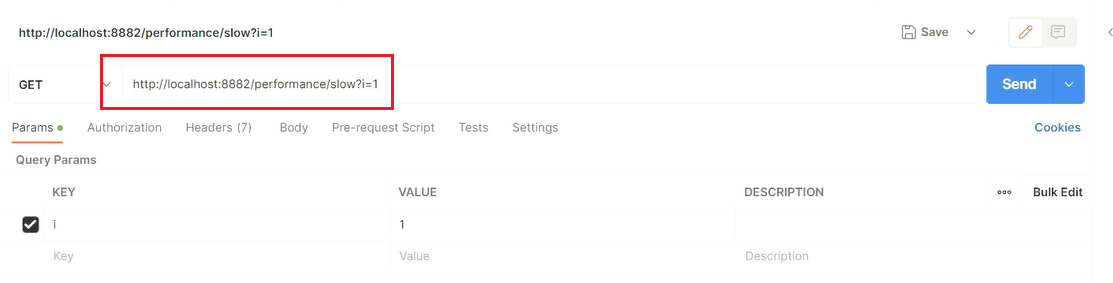 http://localhost:8882/performance/slow?i=1 Save
GET http://localhost:8882/performance/slow?i=1 Send
Params Authorization Headers (7) Body Pre-request Script Tests Settings Cookies
Query Params
KEY VALUE DESCRIPTION ooo Bulk Edit
i 1
Key Value Description